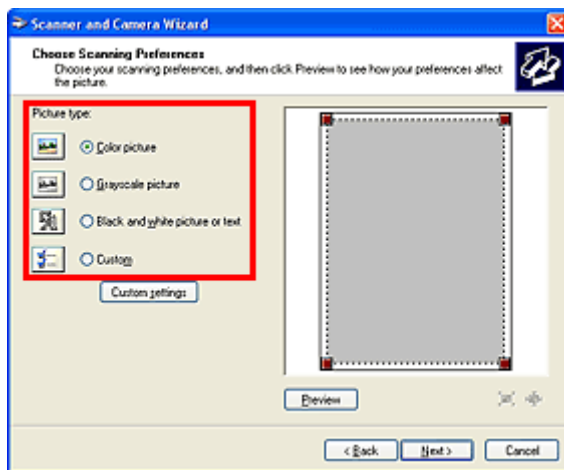 Scanner and Camera Wizard
Choose Scanning Preferences
Choose your scanning preferences, and then click Preview to see how your preferences affect
the picture.
Picture type:
Color picture
Grayscale picture
Black and white picture or text
Custom
Custom settings
Preview
< Back
Next >
Cancel